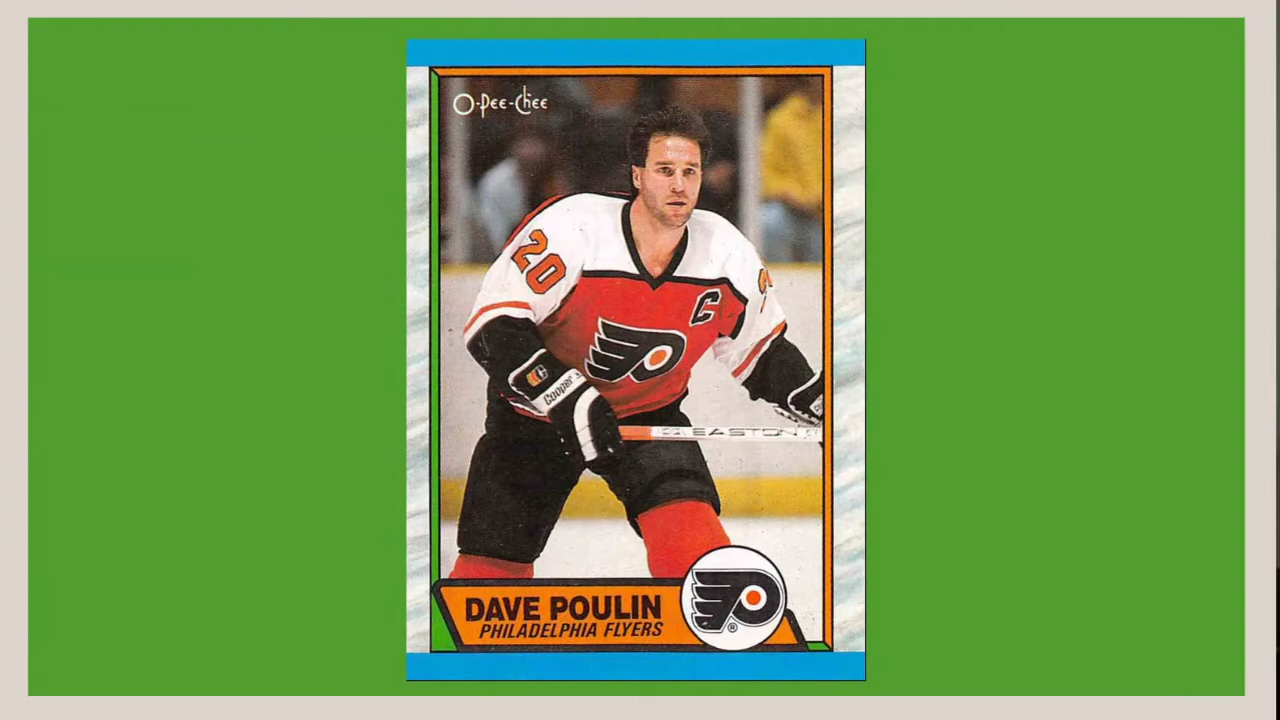 O-Pee-Chee
20
C
Cooper
EASTON
DAVE POULIN
PHILADELPHIA FLYERS
®